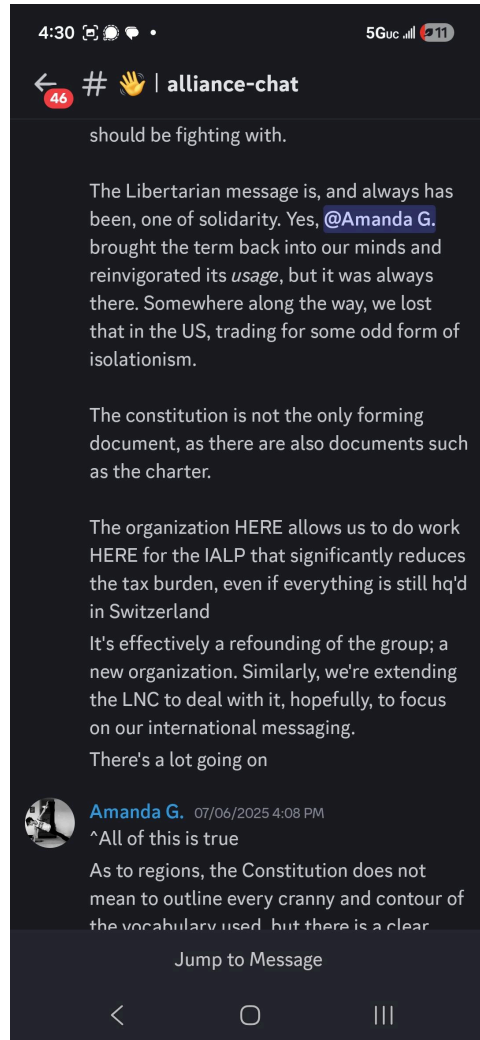 4:30
5Guc 11
46
# 👋 | alliance-chat
should be fighting with.
The Libertarian message is, and always has
been, one of solidarity. Yes, @Amanda G.
brought the term back into our minds and
reinvigorated its usage, but it was always
there. Somewhere along the way, we lost
that in the US, trading for some odd form of
isolationism.
The constitution is not the only forming
document, as there are also documents such
as the charter.
The organization HERE allows us to do work
HERE for the IALP that significantly reduces
the tax burden, even if everything is still hq'd
in Switzerland
It's effectively a refounding of the group; a
new organization. Similarly, we're extending
the LNC to deal with it, hopefully, to focus
on our international messaging.
There's a lot going on
Amanda G. 07/06/2025 4:08 PM
^All of this is true
As to regions, the Constitution does not
mean to outline every cranny and contour of
the vocabulary used, but there is a clear
Jump to Message